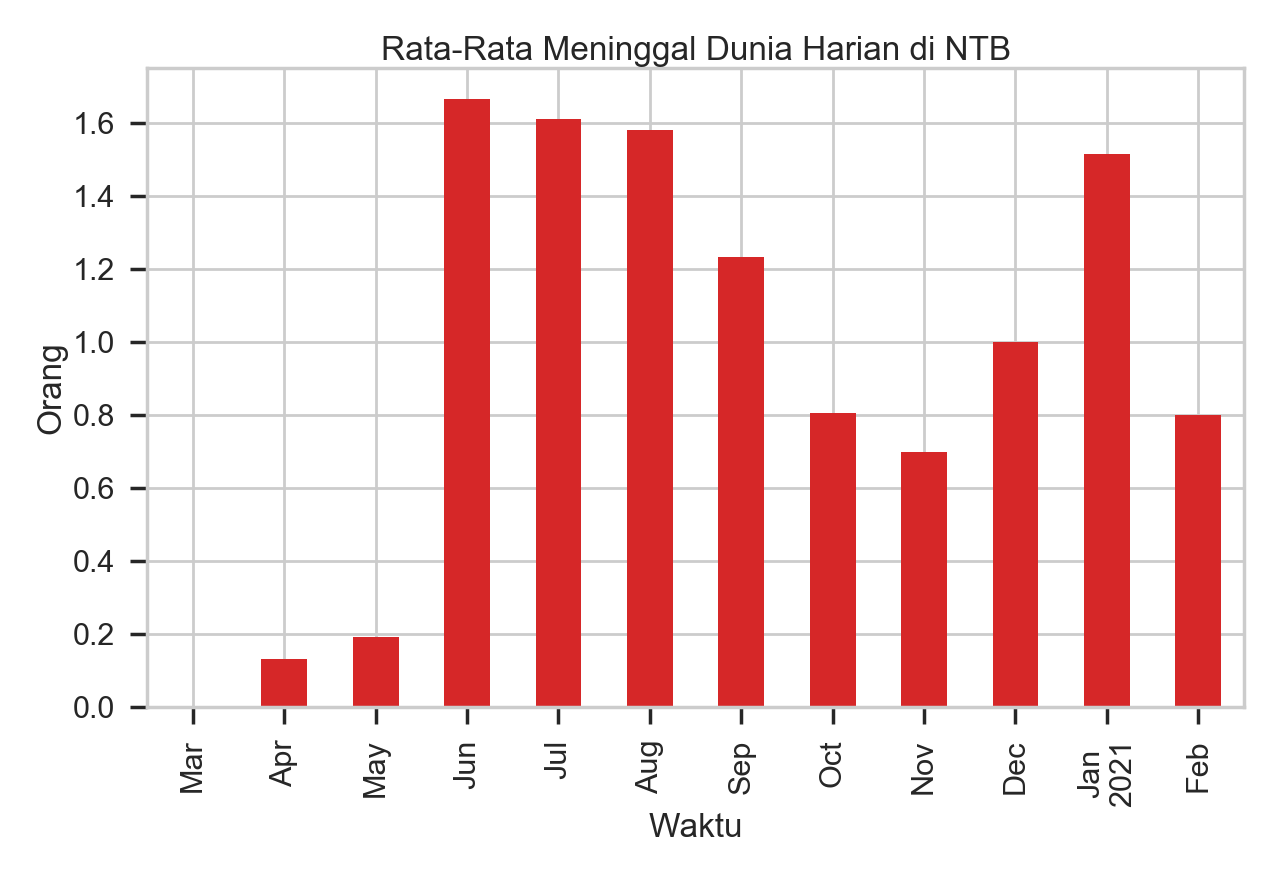 Rata-Rata Meninggal Dunia Harian di NTB
Orang
1.6
1.4
1.2
1.0
0.8
0.6
0.4
0.2
0.0
Mar
Apr
May
Jun
Jul
Aug
Sep
Oct
Nov
Dec
Jan
2021
Feb
Waktu